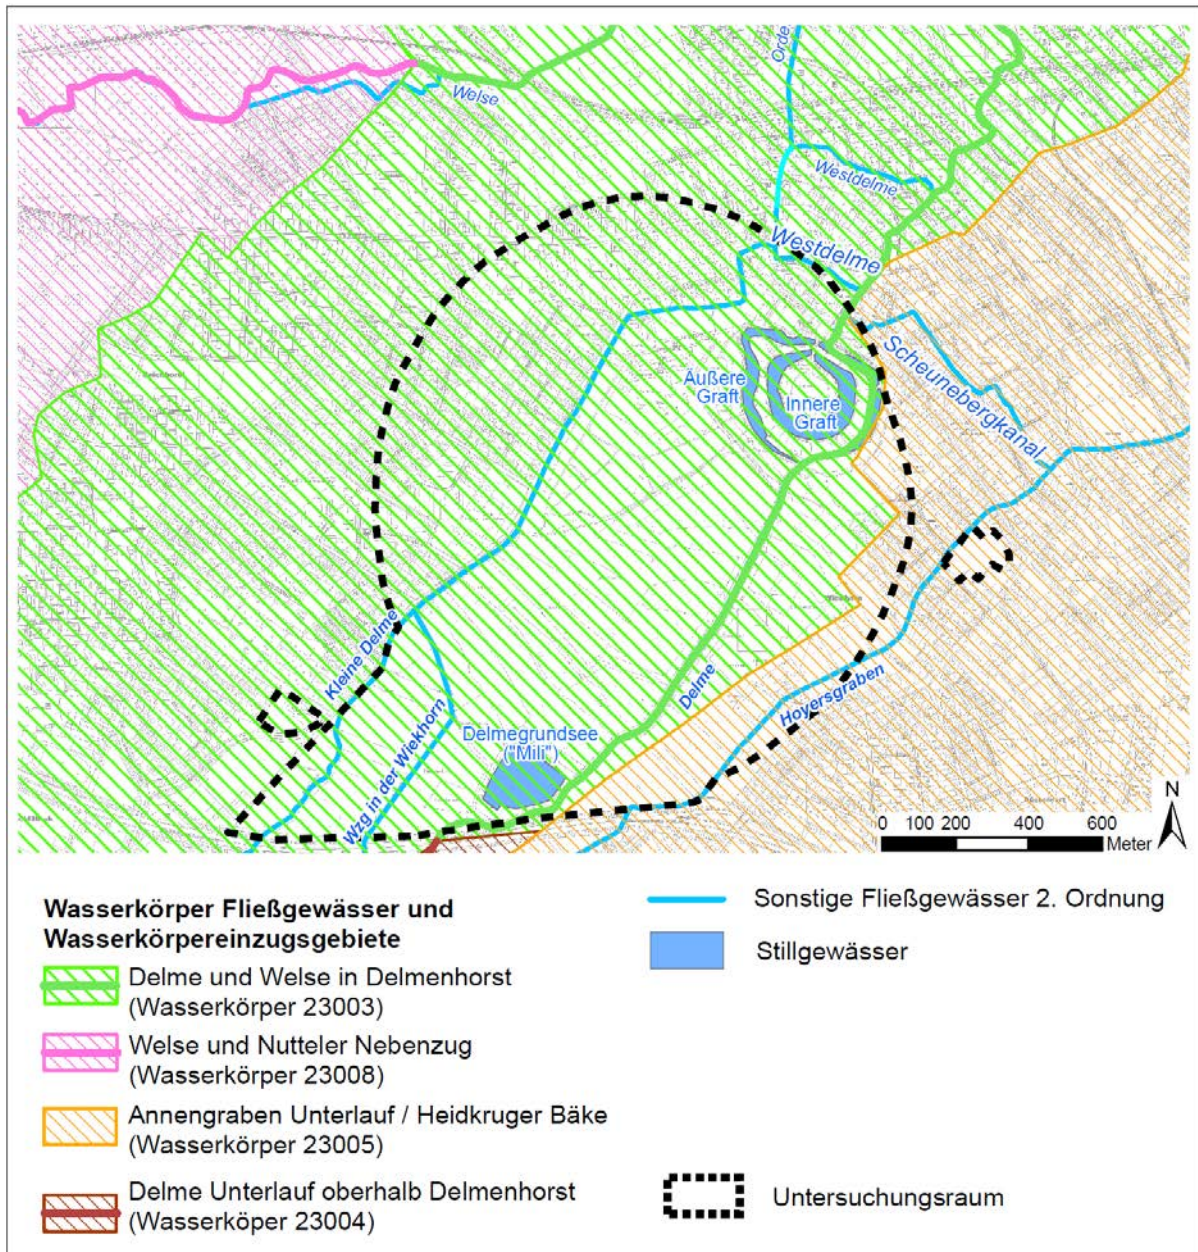 Welse
Orde
Westdelme
Westdelme
Scheunebergkanal
Äußere
Graft
Innere
Graft
Kleine Delme
Wzg in der Wiekhorn
Delmegrundsee
("Mili")
Delme
Hoyersgraben
N
0 100 200 400 600
Meter
Wasserkörper Fließgewässer und
Wasserkörpereinzugsgebiete
Delme und Welse in Delmenhorst
(Wasserkörper 23003)
Welse und Nutteler Nebenzug
(Wasserkörper 23008)
Annengraben Unterlauf / Heidkruger Bäke
(Wasserkörper 23005)
Delme Unterlauf oberhalb Delmenhorst
(Wasserköper 23004)
Sonstige Fließgewässer 2. Ordnung
Stillgewässer
Untersuchungsraum